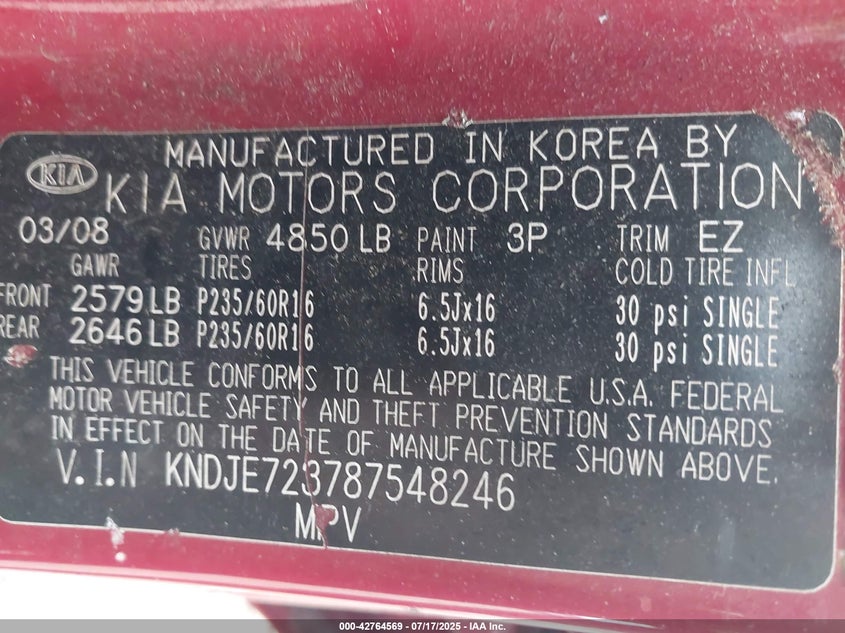 MANUFACTURED IN KOREA BY
KIA KIA MOTORS CORPORATION
03/08 GVWR 4850 LB PAINT 3P TRIM EZ
GAWR TIRES RIMS COLD TIRE INFL
FRONT 2579 LB P235/60R16 6.5Jx16 30 psi SINGLE
REAR 2646 LB P235/60R16 6.5Jx16 30 psi SINGLE
THIS VEHICLE CONFORMS TO ALL APPLICABLE U.S.A. FEDERAL
MOTOR VEHICLE SAFETY AND THEFT PREVENTION STANDARDS
IN EFFECT ON THE DATE OF MANUFACTURE SHOWN ABOVE.
V.I.N KNDJE723787548246
MPV
000-42764569 - 07/17/2025 - IAA Inc.